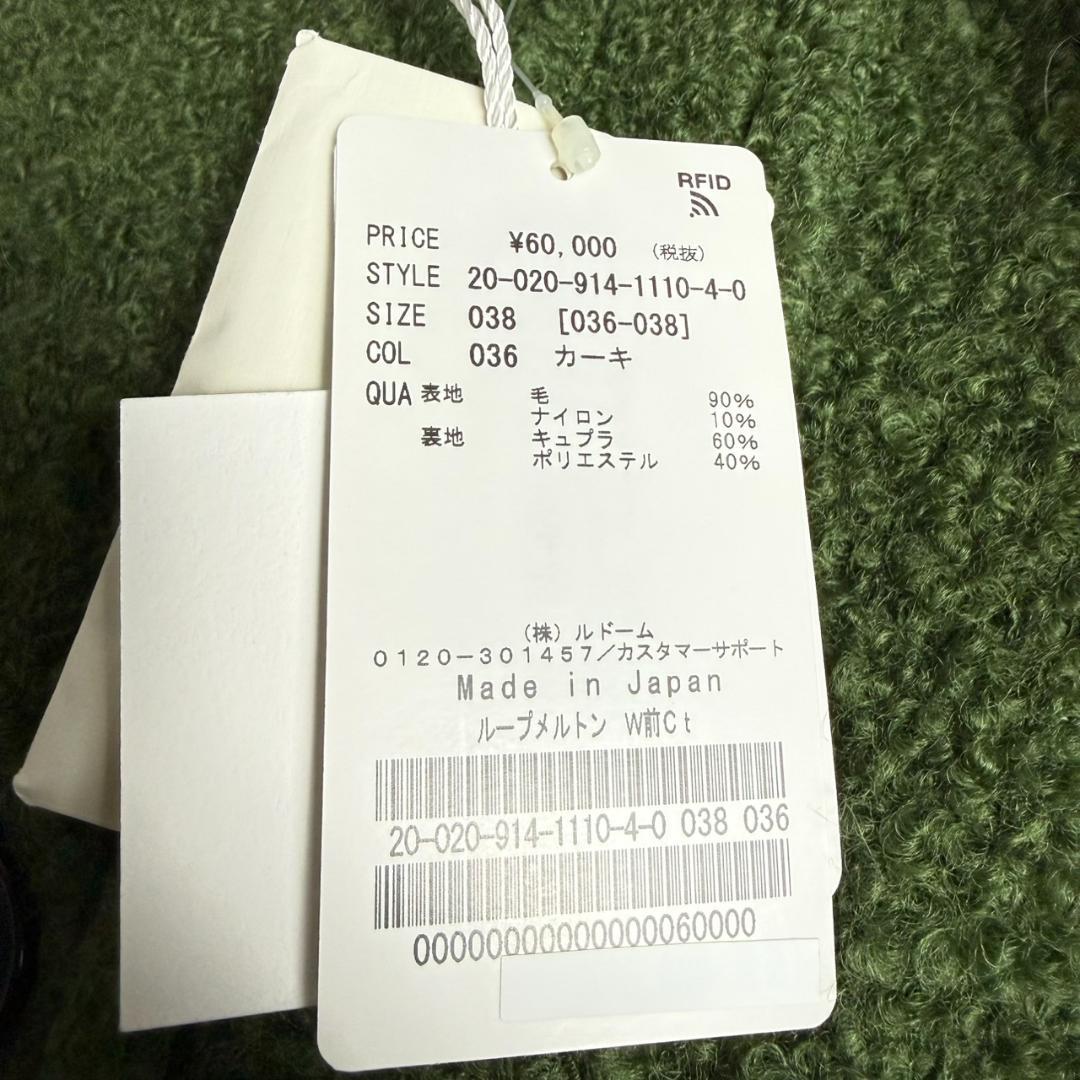 RFID
PRICE ¥60,000 (税抜)
STYLE 20-020-914-1110-4-0
SIZE 038 [036-038]
COL 036 カーキ
QUA 表地 毛 90%
ナイロン 10%
裏地 キュプラ 60%
ポリエステル 40%
(株)ルドーム
0120-301457/カスタマーサポート
Made in Japan
ループメルトン W前Ct
20-020-914-1110-4-0 038 036